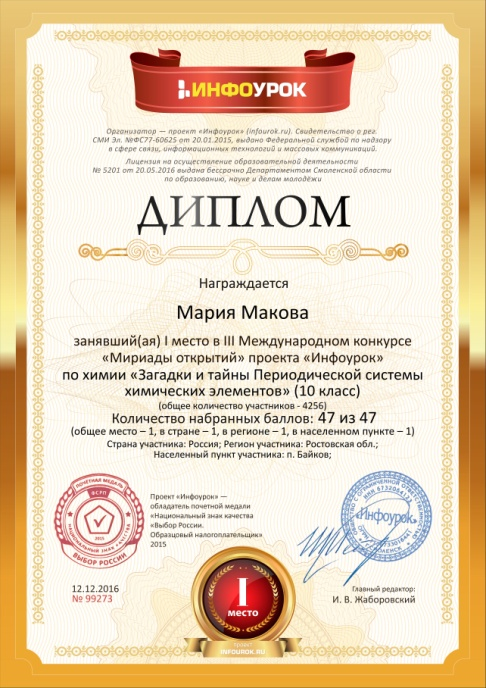 ИНФОУРОК
Организатор — проект «Инфоурок» (infourok.ru). Свидетельство о рег.
СМИ Эл. №ФС77-60625 от 20.01.2015, выдано Федеральной службой по надзору
в сфере связи, информационных технологий и массовых коммуникаций.
Лицензия на осуществление образовательной деятельности
№ 5201 от 20.05.2016 выдана бессрочно Департаментом Смоленской области
по образованию, науке и делам молодёжи
ДИПЛОМ
Награждается
Мария Макова
занявший(ая) I место в III Международном конкурсе
«Мириады открытий» проекта «Инфоурок»
по химии «Загадки и тайны Периодической системы
химических элементов» (10 класс)
(общее количество участников - 4256)
Количество набранных баллов: 47 из 47
(общее место – 1, в стране – 1, в регионе – 1, в населенном пункте – 1)
Страна участника: Россия; Регион участника: Ростовская обл.;
Населенный пункт участника: п. Байков;
ПОЧЕТНАЯ МЕДАЛЬ
ВСРП
2015
НАЦИОНАЛЬНЫЙ ЗНАК КАЧЕСТВА
ВЫБОР РОССИИ
Проект «Инфоурок» —
обладатель почетной медали
«Национальный знак качества
«Выбор России.
Образцовый налогоплательщик»
2015
«Инфоурок»
12.12.2016
№ 99273
I
место
Проект
INFOUROK.RU
Главный редактор:
И. В. Жаборовский